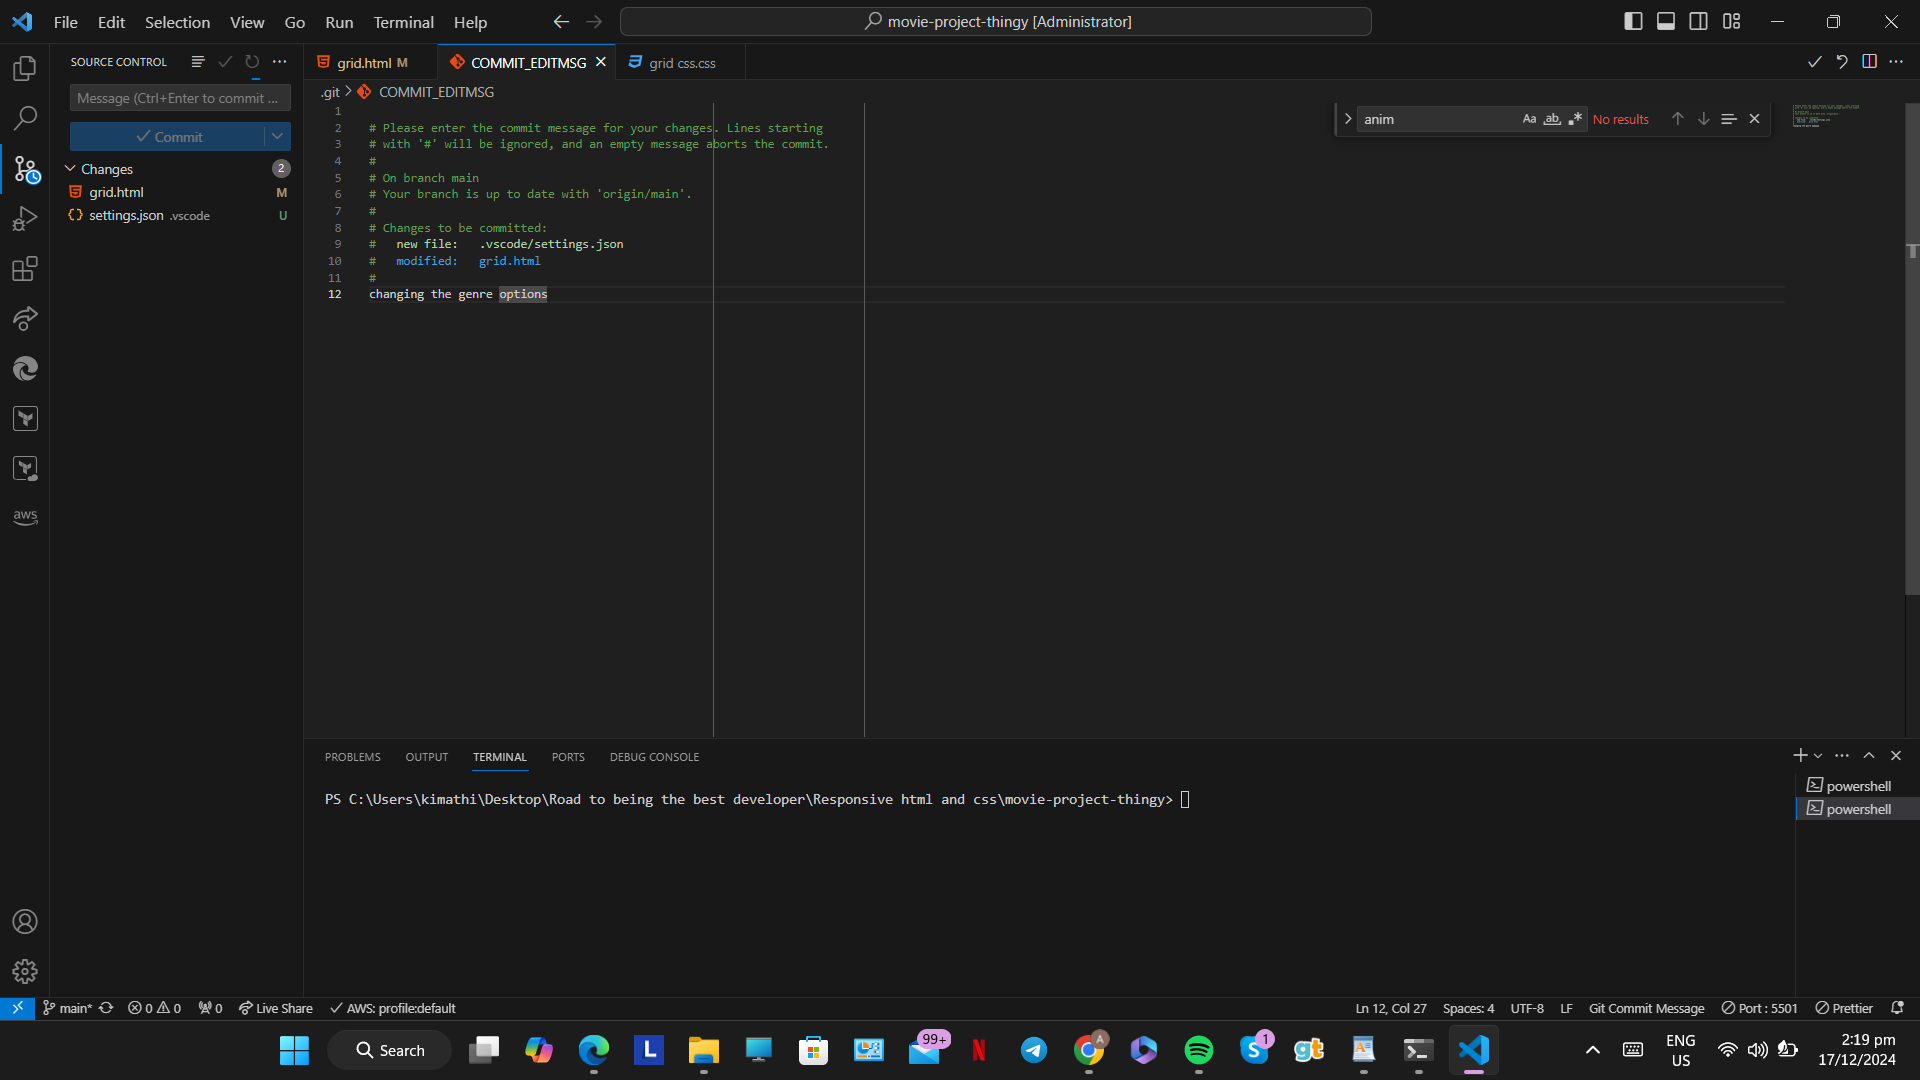 File Edit Selection View Go Run Terminal Help
movie-project-thingy [Administrator]
SOURCE CONTROL
grid.html M
COMMIT_EDITMSG
grid css.css
Message (Ctrl+Enter to commit ...
Commit
Changes 2
grid.html M
settings.json .vscode U
.git > COMMIT_EDITMSG
anim
Aa ab .* No results
1
2 # Please enter the commit message for your changes. Lines starting
3 # with '#' will be ignored, and an empty message aborts the commit.
4 #
5 # On branch main
6 # Your branch is up to date with 'origin/main'.
7 #
8 # Changes to be committed:
9 # new file: .vscode/settings.json
10 # modified: grid.html
11 #
12 changing the genre options
aws
PROBLEMS OUTPUT TERMINAL PORTS DEBUG CONSOLE
PS C:\Users\kimathi\Desktop\Road to being the best developer\Responsive html and css\movie-project-thingy>
powershell
powershell
main* 0 0 0 Live Share AWS: profile:default
Ln 12, Col 27 Spaces: 4 UTF-8 LF Git Commit Message Port : 5501 Prettier
Search
L
99+
N
A
S 1
gt
ENG
US
2:19 pm
17/12/2024